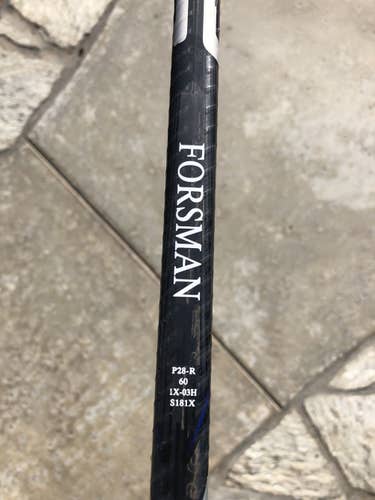 FORSMAN
P28-R
60
1X-03H
S181X